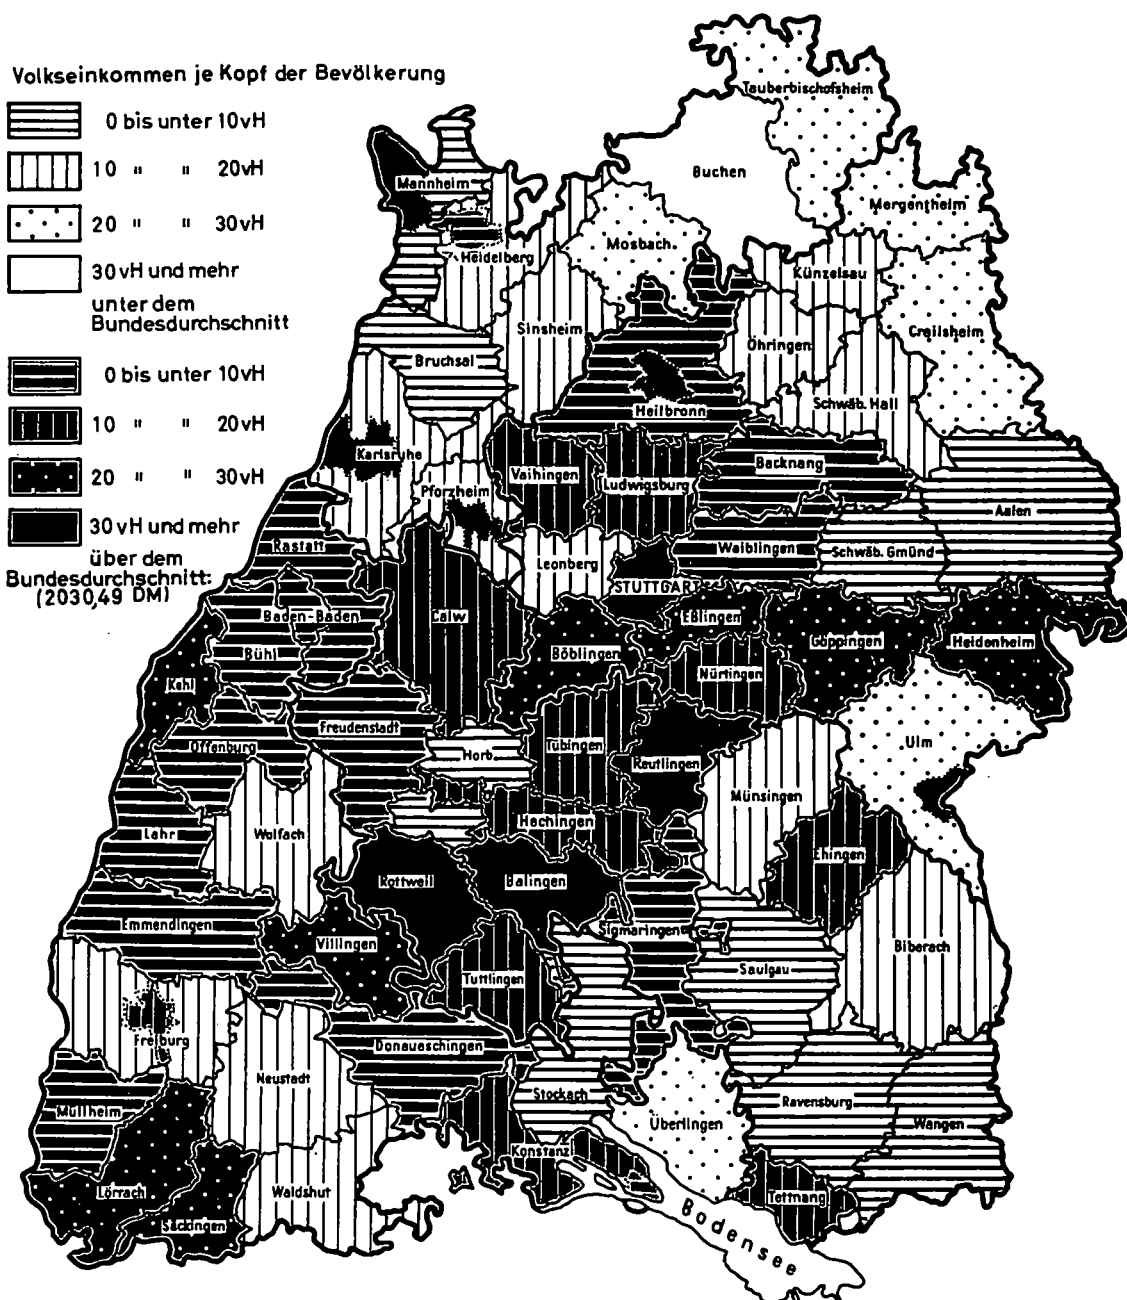 Volkseinkommen je Kopf der Bevölkerung
0 bis unter 10vH
10 " " 20vH
20 " " 30vH
30 vH und mehr
unter dem
Bundesdurchschnitt
0 bis unter 10vH
10 " " 20vH
20 " " 30vH
30 vH und mehr
über dem
Bundesdurchschnitt:
(2030,49 DM)
Tauberbischofsheim
Buchen
Mannheim
Mergentheim
Mosbach
Heidelberg
Künzelsau
Sinsheim
Crailsheim
Öhringen
Bruchsal
Schwäb. Hall
Heilbronn
Karlsruhe
Backnang
Vaihingen
Ludwigsburg
Pforzheim
Aalen
Rastatt
Waiblingen
Schwäb. Gmünd
Leonberg
STUTTGART
Baden-Baden
Calw
Eßlingen
Göppingen
Heidenheim
Bühl
Böblingen
Nürtingen
Kehl
Freudenstadt
Offenburg
Horb
Tübingen
Ulm
Reutlingen
Münsingen
Hechingen
Lahr
Wolfach
Ehingen
Rottweil
Balingen
Emmendingen
Villingen
Sigmaringen
Biberach
Saulgau
Tuttlingen
Freiburg
Donaueschingen
Neustadt
Stockach
Müllheim
Ravensburg
Überlingen
Wangen
Konstanz
Lörrach
Waldshut
Tettnang
Säckingen
Bodensee